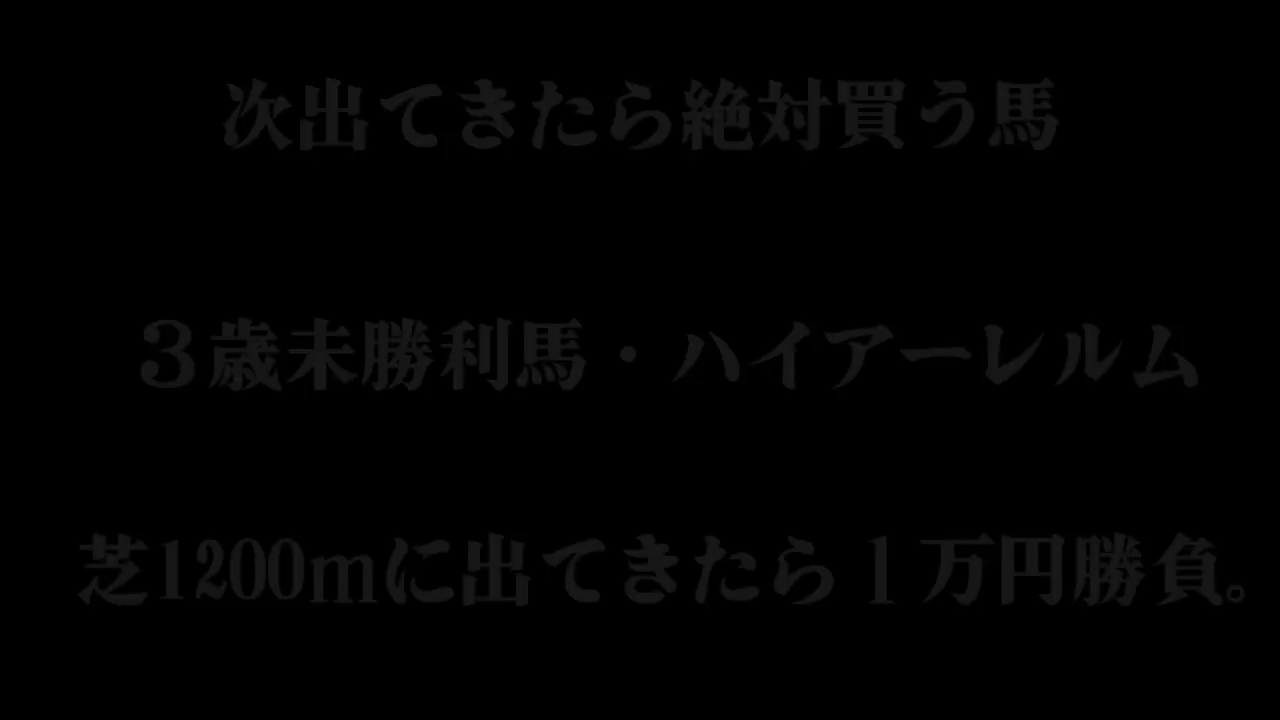 次出てきたら絶対買う馬
３歳未勝利馬・ハイアーレルム
芝1200mに出てきたら１万円勝負。